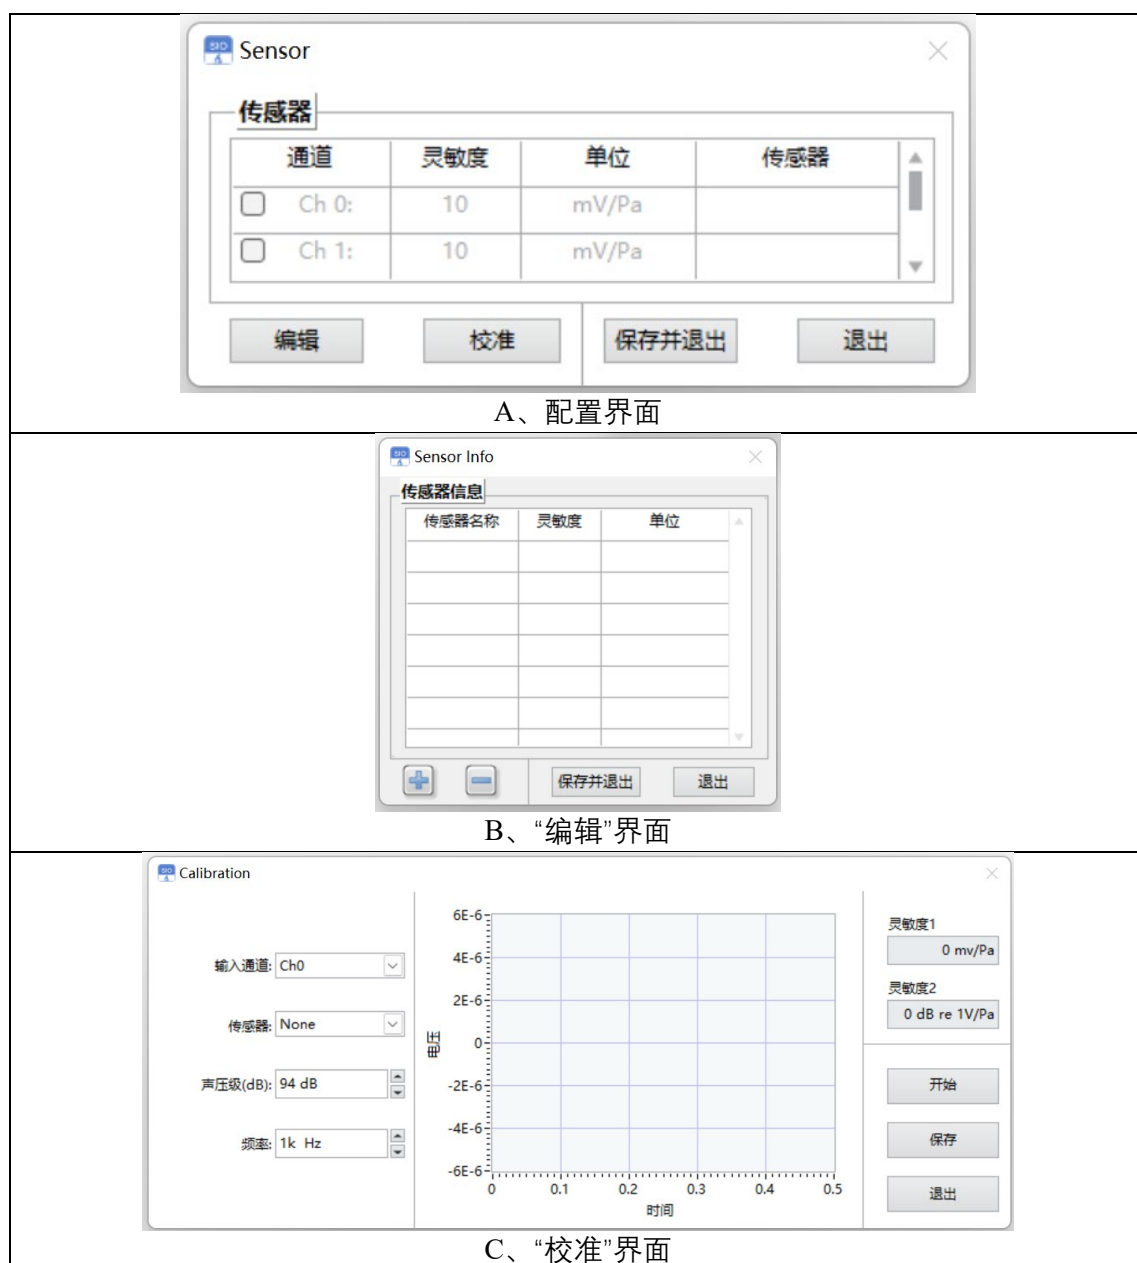 Sensor
传感器
通道 灵敏度 单位 传感器
Ch 0: 10 mV/Pa
Ch 1: 10 mV/Pa
编辑 校准 保存并退出 退出
A、配置界面
Sensor Info
传感器信息
传感器名称 灵敏度 单位
保存并退出 退出
B、“编辑”界面
Calibration
输入通道: Ch0
传感器: None
声压级(dB): 94 dB
频率: 1k Hz
电压
6E-6
4E-6
2E-6
0
-2E-6
-4E-6
-6E-6
0 0.1 0.2 0.3 0.4 0.5
时间
灵敏度1
0 mv/Pa
灵敏度2
0 dB re 1V/Pa
开始
保存
退出
C、“校准”界面